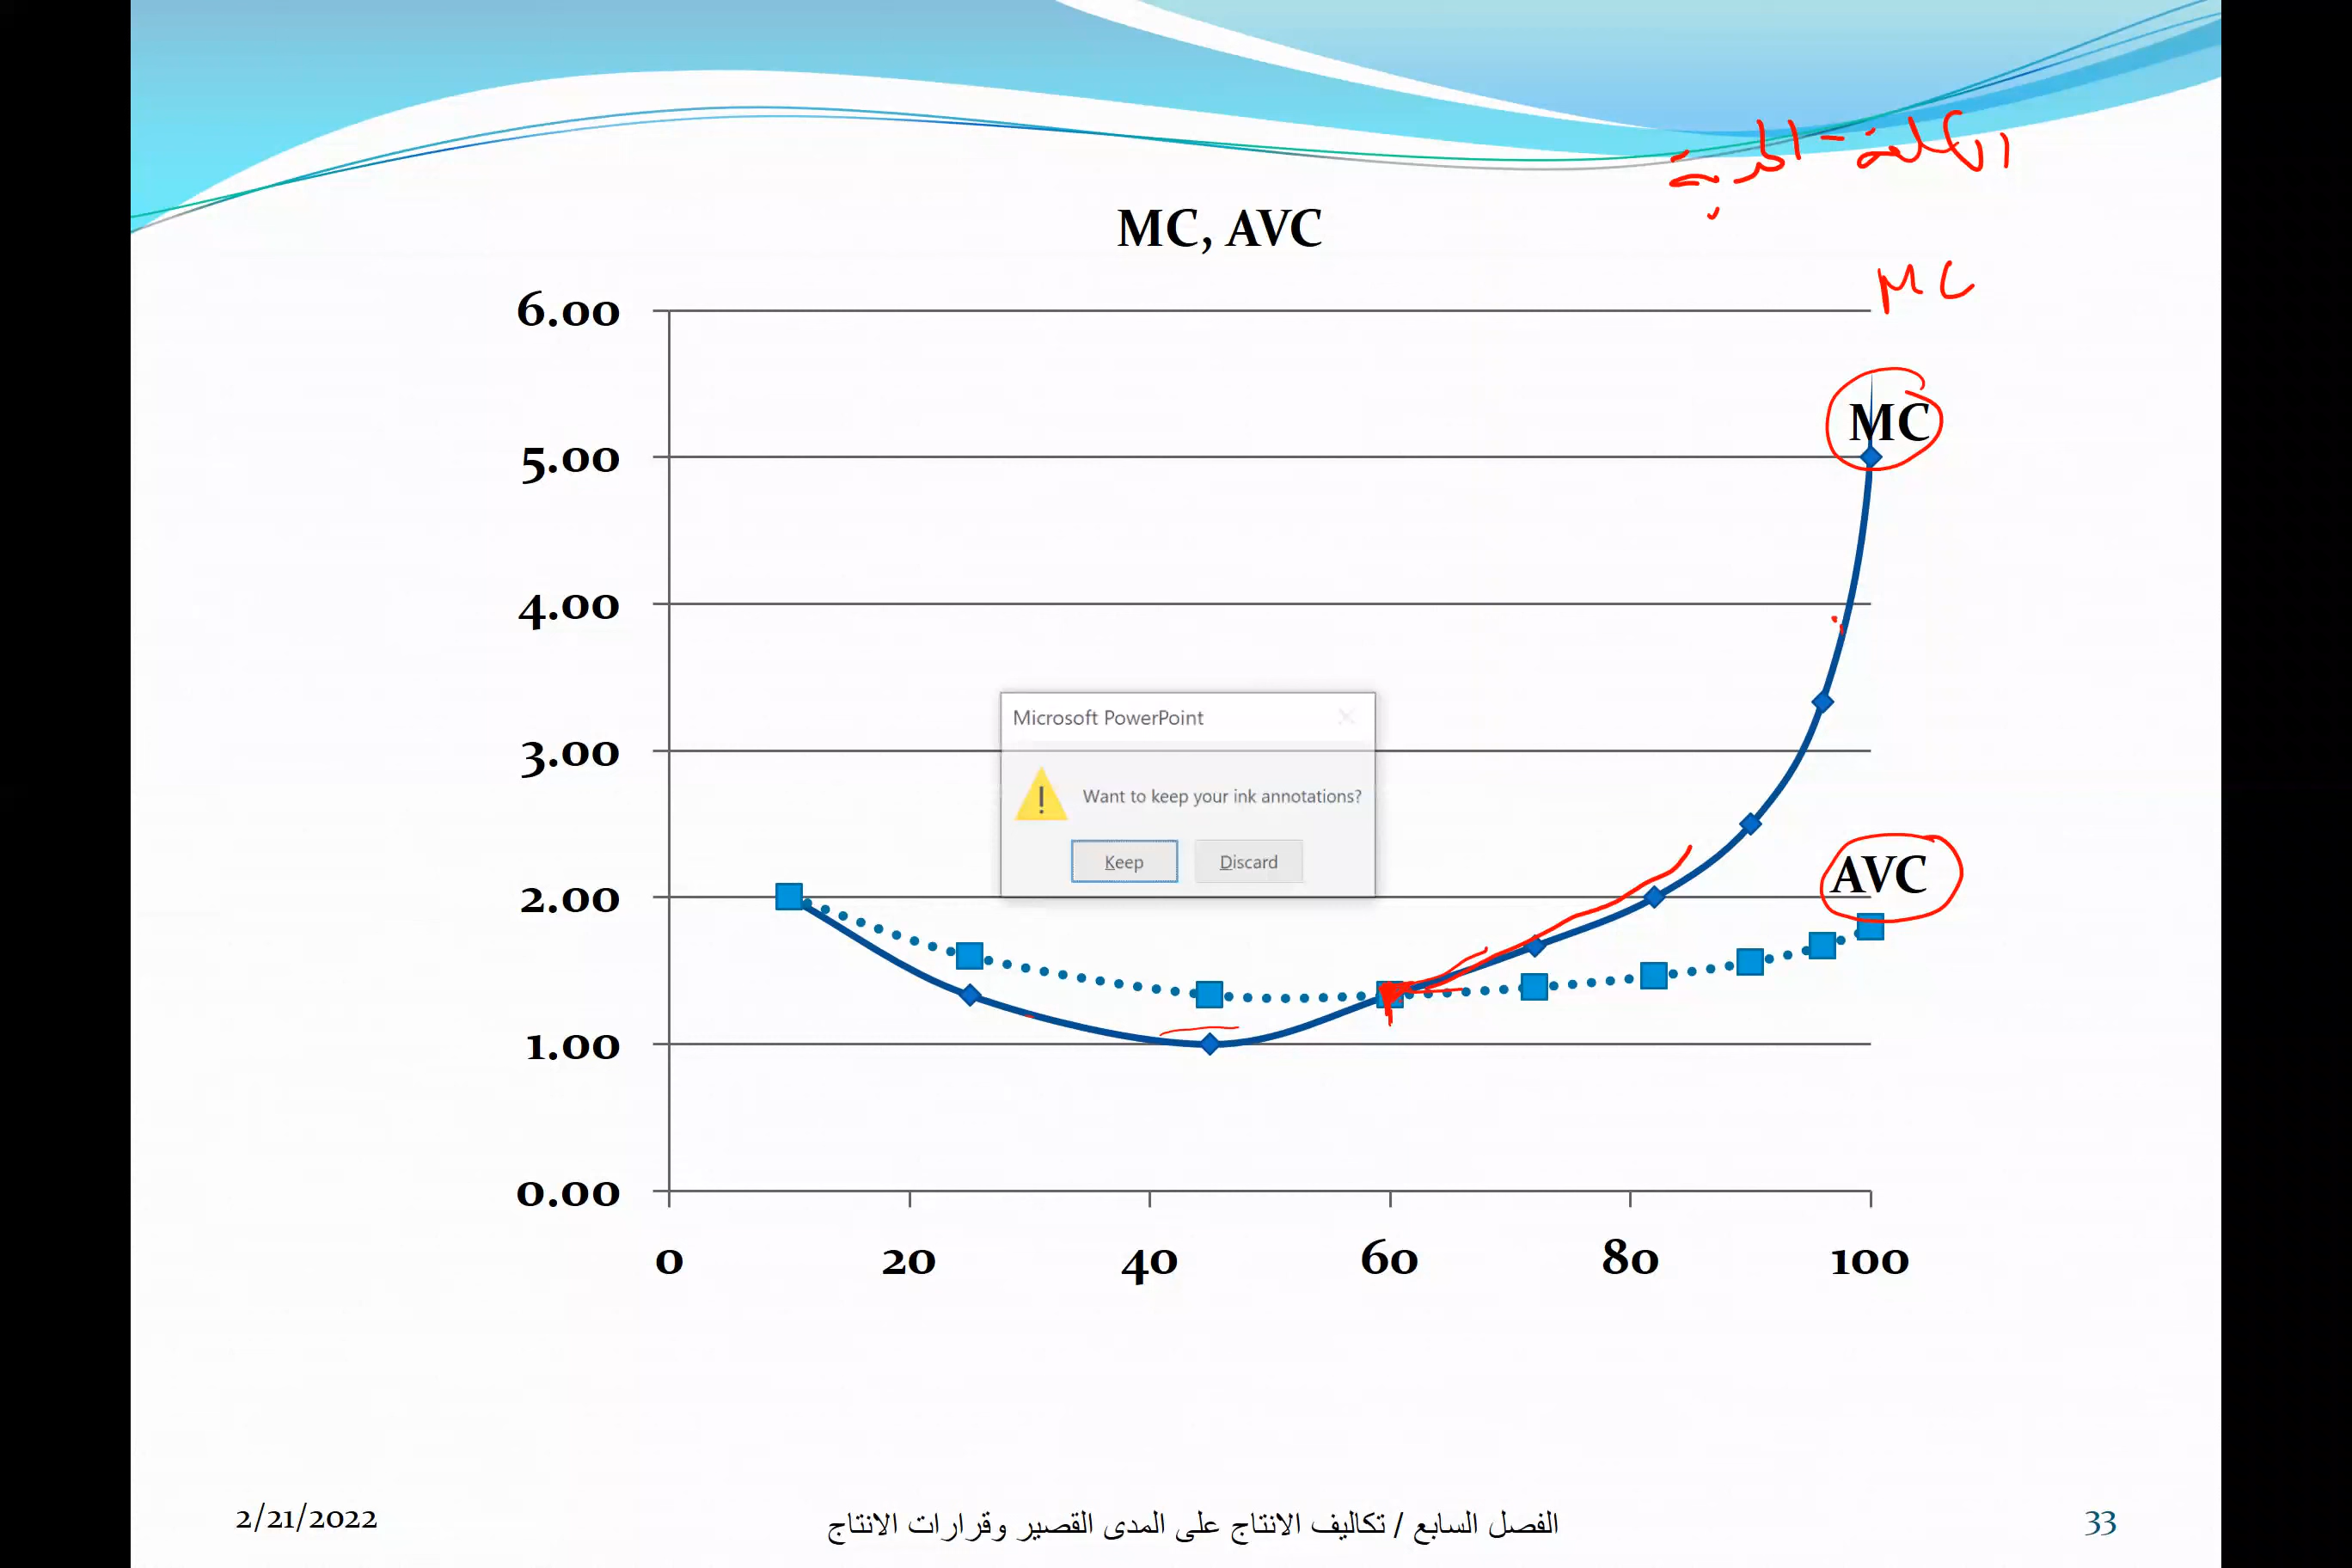 التكلفة الحدية
MC, AVC
MC
6.00
MC
5.00
4.00
Microsoft PowerPoint
3.00
Want to keep your ink annotations?
Keep Discard
AVC
2.00
1.00
0.00
0 20 40 60 80 100
2/21/2022
الفصل السابع / تكاليف الانتاج على المدى القصير وقرارات الانتاج
33